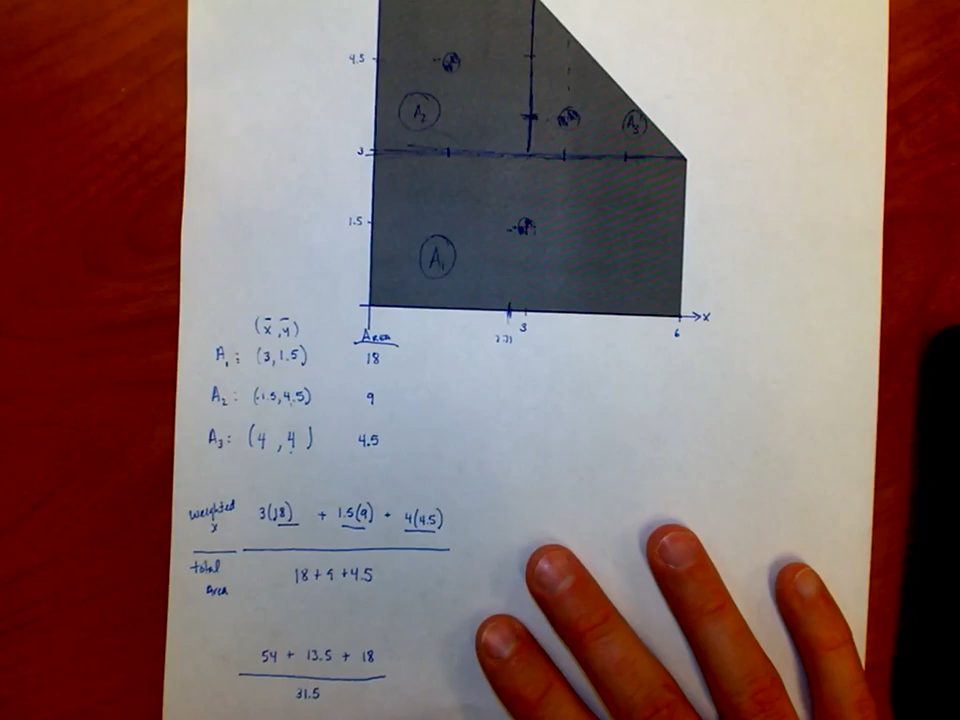 4.5
A2
A3
3
1.5
A1
x
2.71
3
6
(x̄, ȳ) Area
A1: (3, 1.5) 18
A2: (1.5, 4.5) 9
A3: (4, 4) 4.5
weighted x 3(18) + 1.5(9) + 4(4.5)
total area 18 + 9 + 4.5
54 + 13.5 + 18
31.5